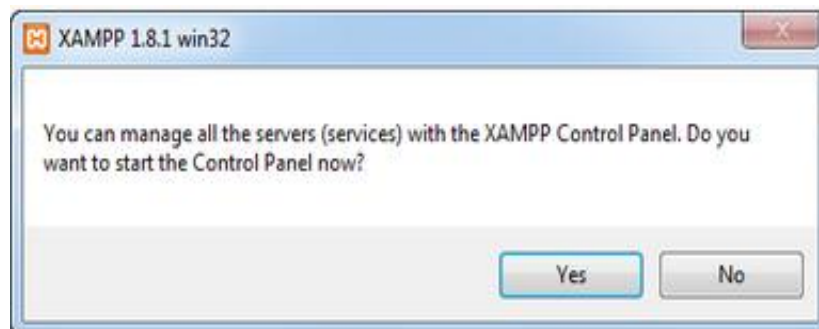 XAMPP 1.8.1 win32
You can manage all the servers (services) with the XAMPP Control Panel. Do you
want to start the Control Panel now?
Yes
No